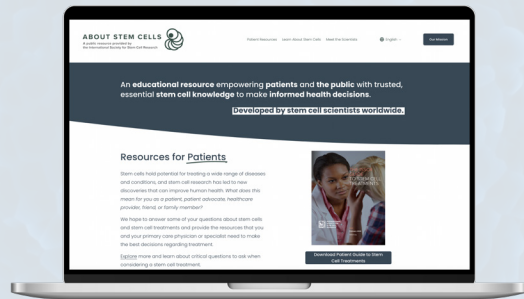 ABOUT STEM CELLS
A public resource provided by
the International Society for Stem Cell Research
Patient Resources
Learn About Stem Cells
Meet the Scientists
English
Our Mission
An educational resource empowering patients and the public with trusted,
essential stem cell knowledge to make informed health decisions.
Developed by stem cell scientists worldwide.
Resources for Patients
Stem cells hold potential for treating a wide range of diseases
and conditions, and stem cell research has led to new
discoveries that can improve human health. What does this
mean for you as a patient, patient advocate, healthcare
provider, friend, or family member?
We hope to answer some of your questions about stem cells
and stem cell treatments and provide the resources that you
and your primary care physician or specialist need to make
the best decisions regarding treatment.
Explore more and learn about critical questions to ask when
considering a stem cell treatment.
TREATMENTS
Download Patient Guide to Stem
Cell Treatments